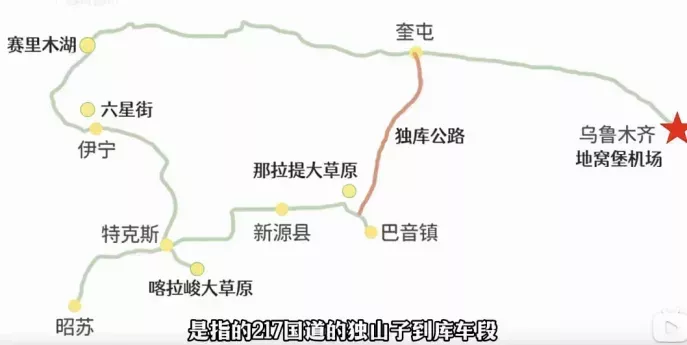 奎屯
赛里木湖
六星街
乌鲁木齐
地窝堡机场
独库公路
伊宁
那拉提大草原
特克斯
新源县
巴音镇
喀拉峻大草原
昭苏
是指的217国道的独山子到库车段